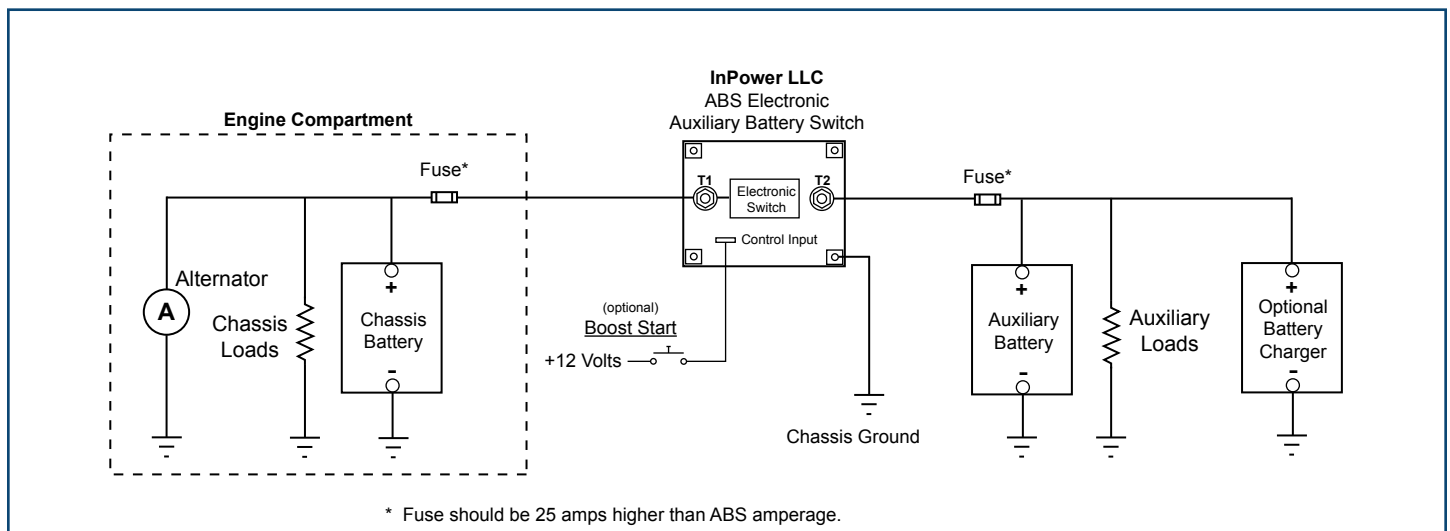 InPower LLC
ABS Electronic
Auxiliary Battery Switch
Engine Compartment
Fuse*
T1
Electronic
Switch
T2
Control Input
Fuse*
Alternator
A
Chassis
Loads
+
Chassis
Battery
-
(optional)
Boost Start
+12 Volts
Chassis Ground
+
Auxiliary
Battery
-
Auxiliary
Loads
+
Optional
Battery
Charger
-
* Fuse should be 25 amps higher than ABS amperage.